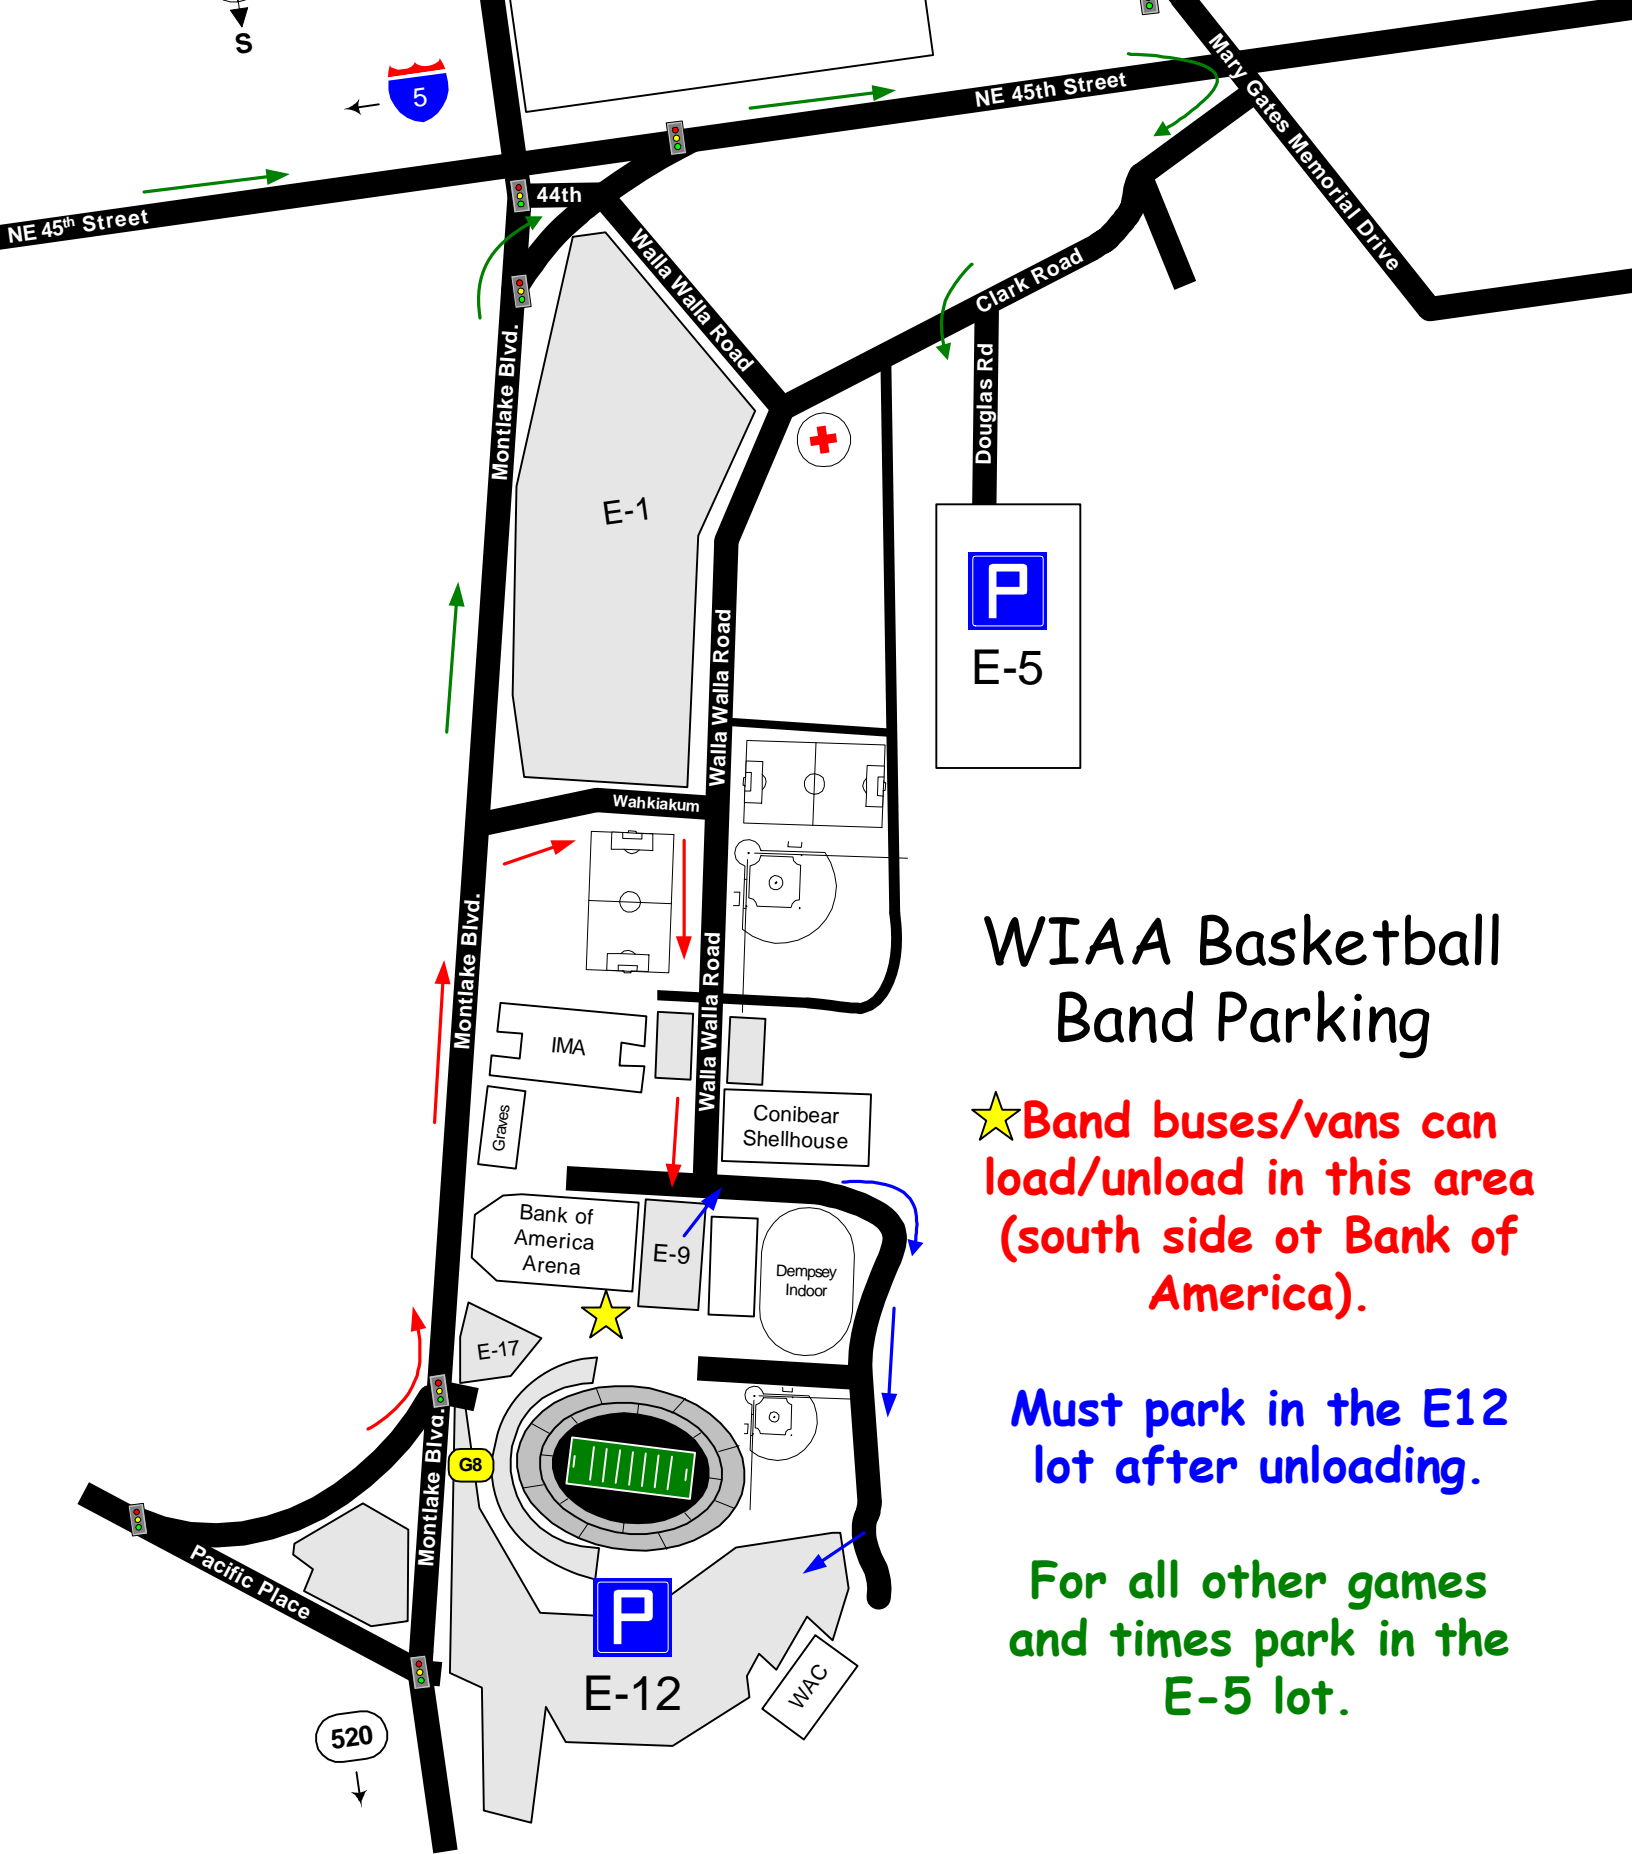 S
5
NE 45th Street
44th
NE 45th Street
Mary Gates Memorial Drive
Walla Walla Road
Clark Road
Montlake Blvd.
Douglas Rd
E-1
P
E-5
Walla Walla Road
Wahkiakum
Montlake Blvd.
Walla Walla Road
WIAA Basketball
Band Parking
IMA
Graves
Conibear
Shellhouse
Band buses/vans can
load/unload in this area
(south side ot Bank of
America).
Bank of
America
Arena
E-9
Dempsey
Indoor
E-17
Must park in the E12
lot after unloading.
G8
Montlake Blvd.
Pacific Place
For all other games
and times park in the
E-5 lot.
P
E-12
WAC
520